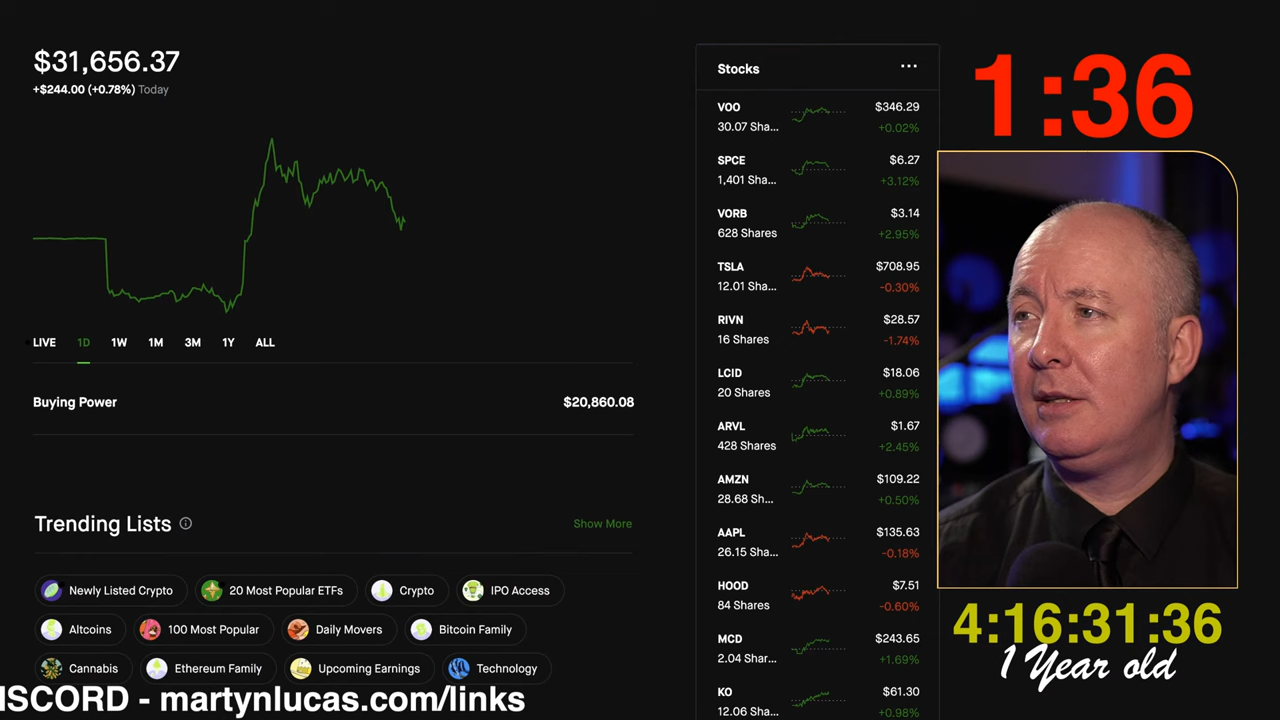 $31,656.37
+$244.00 (+0.78%) Today
LIVE 1D 1W 1M 3M 1Y ALL
Buying Power $20,860.08
Trending Lists Show More
Newly Listed Crypto 20 Most Popular ETFs Crypto IPO Access
Altcoins 100 Most Popular Daily Movers Bitcoin Family
Cannabis Ethereum Family Upcoming Earnings Technology
ISCORD - martynlucas.com/links
Stocks ...
VOO $346.29
30.07 Sha... +0.02%
SPCE $6.27
1,401 Sha... +3.12%
VORB $3.14
628 Shares +2.95%
TSLA $708.95
12.01 Sha... -0.30%
RIVN $28.57
16 Shares -1.74%
LCID $18.06
20 Shares +0.89%
ARVL $1.67
428 Shares +2.45%
AMZN $109.22
28.68 Sh... +0.50%
AAPL $135.63
26.15 Sha... -0.18%
HOOD $7.51
84 Shares -0.60%
MCD $243.65
2.04 Shar... +1.69%
KO $61.30
12.06 Sha... +0.98%
1:36
4:16:31:36
1 Year old